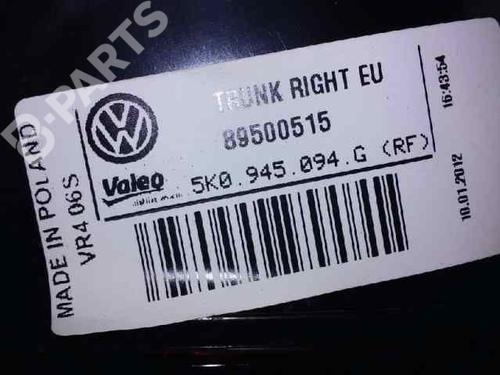 B-PARTS
TRUNK RIGHT EU
89500515
Valeo
5K0.945.094.G (RF)
MADE IN POLAND
VR4 06S
16:43:54
10.01.2012